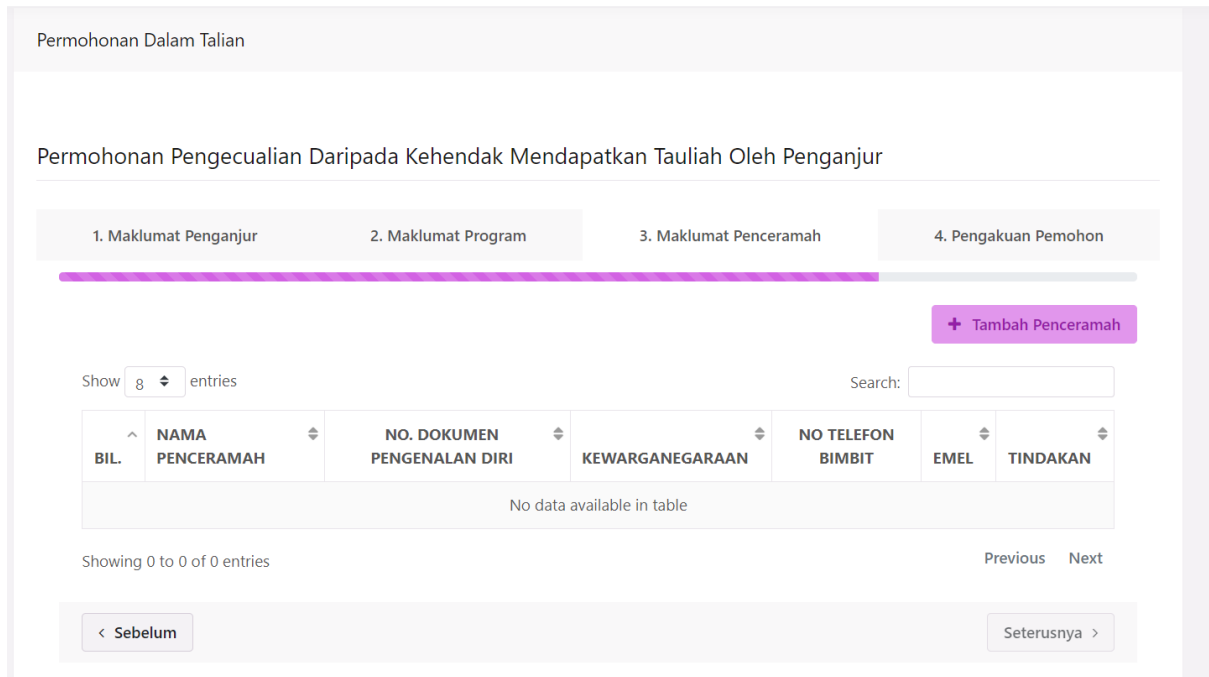 Permohonan Dalam Talian
Permohonan Pengecualian Daripada Kehendak Mendapatkan Tauliah Oleh Penganjur
1. Maklumat Penganjur 2. Maklumat Program 3. Maklumat Penceramah 4. Pengakuan Pemohon
+ Tambah Penceramah
Show 8 entries Search:
BIL. NAMA PENCERAMAH NO. DOKUMEN PENGENALAN DIRI KEWARGANEGARAAN NO TELEFON BIMBIT EMEL TINDAKAN
No data available in table
Showing 0 to 0 of 0 entries Previous Next
< Sebelum Seterusnya >